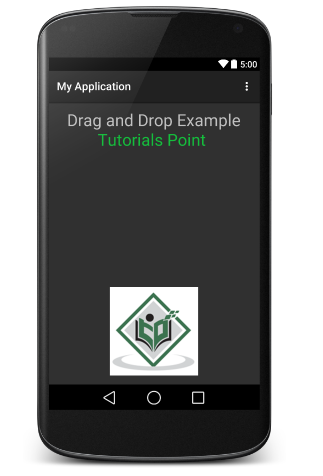 5:00
My Application
Drag and Drop Example
Tutorials Point